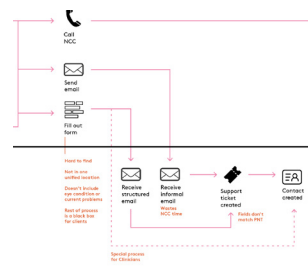 Call
NCC
Send
email
Fill out
form
Hard to find
Not in one
unified location
Doesn't include
eye condition or
current problems
Rest of process
is a black box
for clients
Receive
structured
email
Receive
informal
email
Wastes
NCC time
Support
ticket
created
Fields don't
match PNT
Contact
created
Special process
for Clinicians